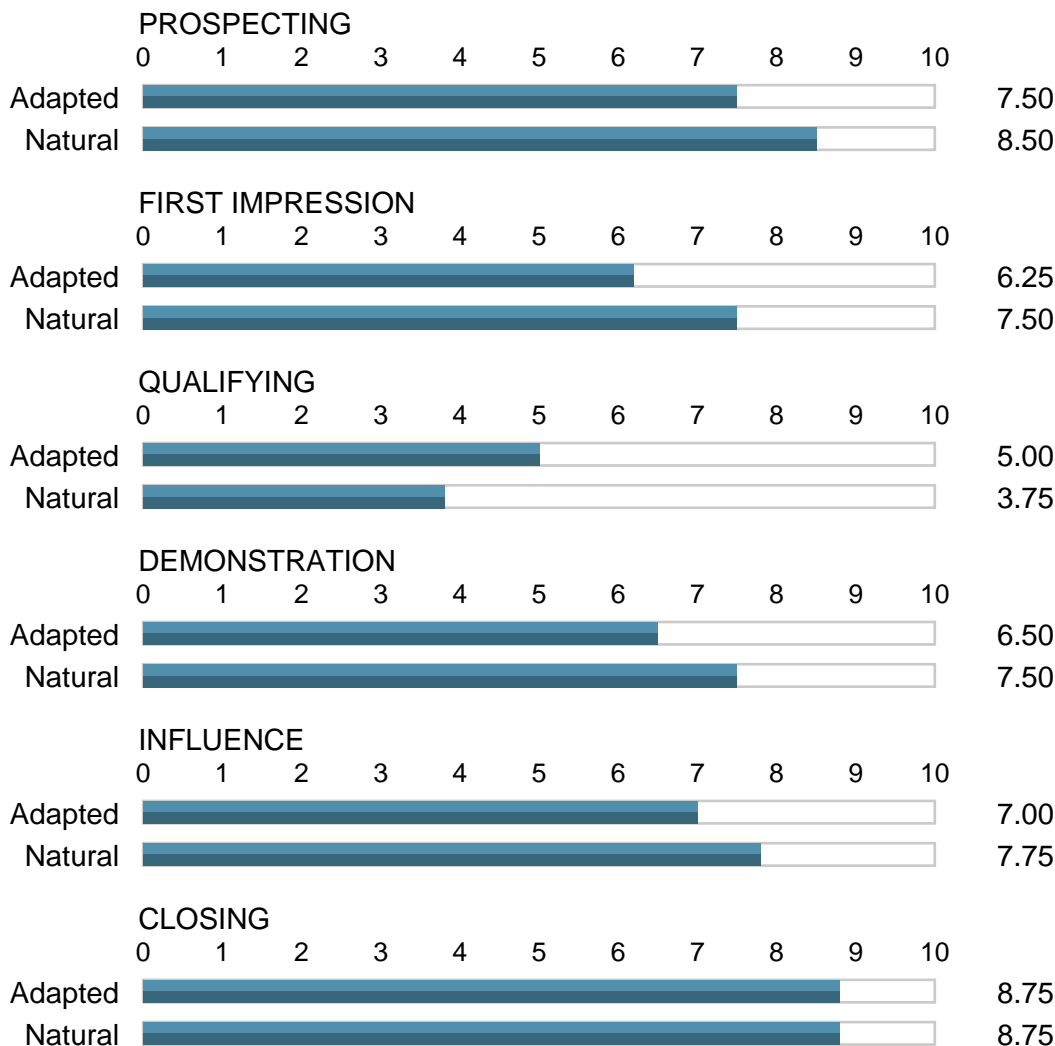 PROSPECTING
0 1 2 3 4 5 6 7 8 9 10
Adapted 7.50
Natural 8.50
FIRST IMPRESSION
0 1 2 3 4 5 6 7 8 9 10
Adapted 6.25
Natural 7.50
QUALIFYING
0 1 2 3 4 5 6 7 8 9 10
Adapted 5.00
Natural 3.75
DEMONSTRATION
0 1 2 3 4 5 6 7 8 9 10
Adapted 6.50
Natural 7.50
INFLUENCE
0 1 2 3 4 5 6 7 8 9 10
Adapted 7.00
Natural 7.75
CLOSING
0 1 2 3 4 5 6 7 8 9 10
Adapted 8.75
Natural 8.75